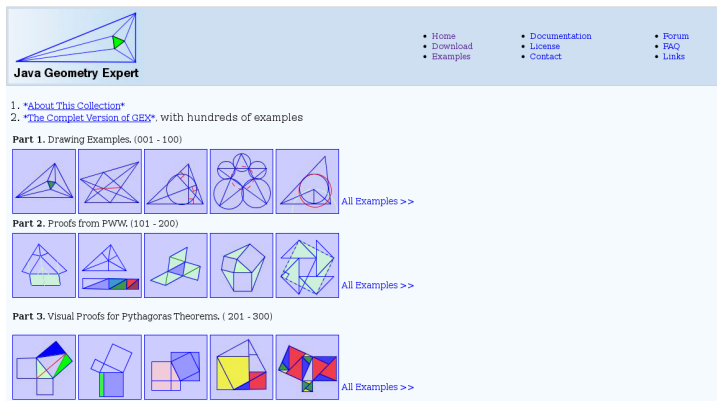 Java Geometry Expert
Home
Download
Examples
Documentation
License
Contact
Forum
FAQ
Links
1. *About This Collection*
2. *The Complet Version of GEX*, with hundreds of examples
Part 1. Drawing Examples. (001 - 100)
All Examples >>
Part 2. Proofs from PWW. (101 - 200)
All Examples >>
Part 3. Visual Proofs for Pythagoras Theorems. ( 201 - 300)
All Examples >>